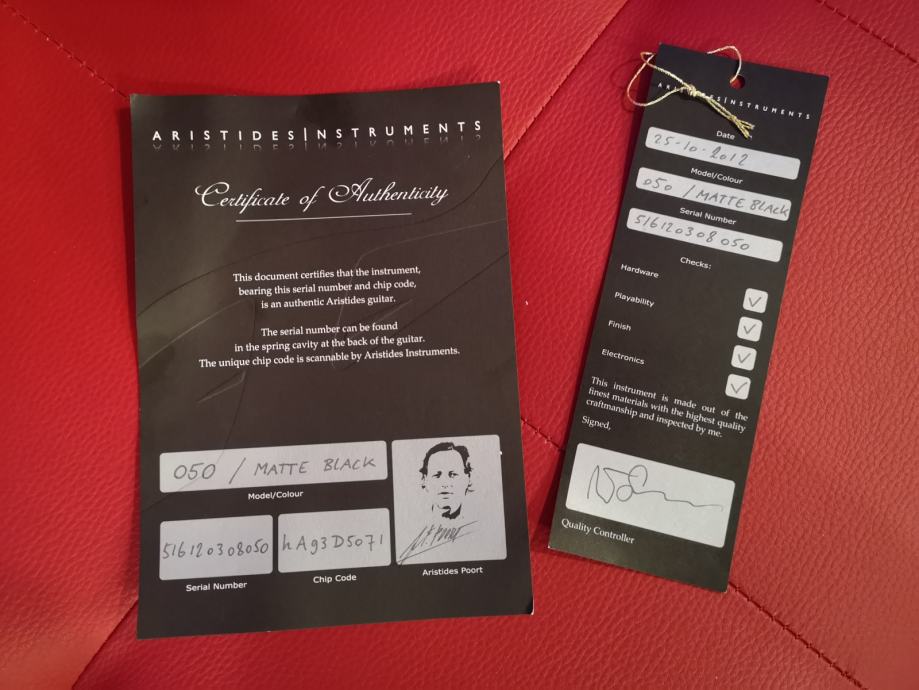 ARISTIDES|INSTRUMENTS
Certificate of Authenticity
This document certifies that the instrument,
bearing this serial number and chip code,
is an authentic Aristides guitar.
The serial number can be found
in the spring cavity at the back of the guitar.
The unique chip code is scannable by Aristides Instruments.
050 / MATTE BLACK
Model/Colour
516120308050
Serial Number
hAg3D5071
Chip Code
Aristides Poort
ARISTIDES|INSTRUMENTS
Date
25-10-2012
Model/Colour
050 / MATTE BLACK
Serial Number
516120308050
Checks:
Hardware
Playability
Finish
Electronics
This instrument is made out of the
finest materials with the highest quality
craftmanship and inspected by me.
Signed,
Quality Controller